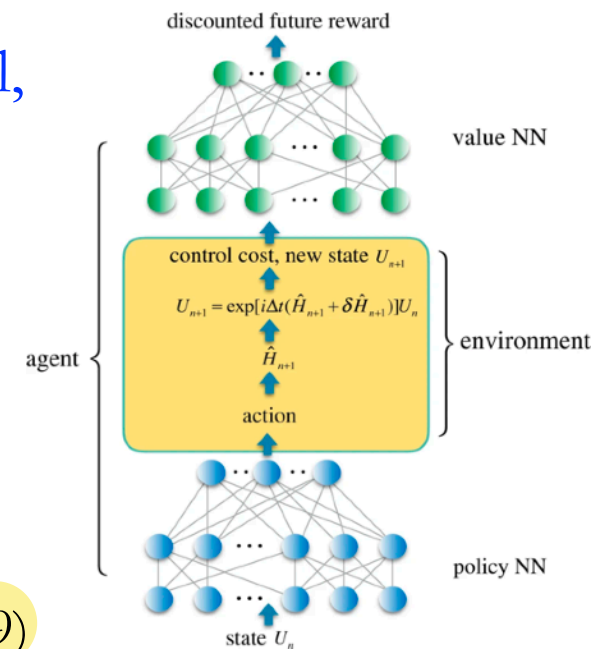 discounted future reward
l,
value NN
control cost, new state U_{n+1}
U_{n+1} = exp[iΔt(Ĥ_{n+1} + δĤ_{n+1})]U_n
Ĥ_{n+1}
agent
environment
action
policy NN
9)
state U_n